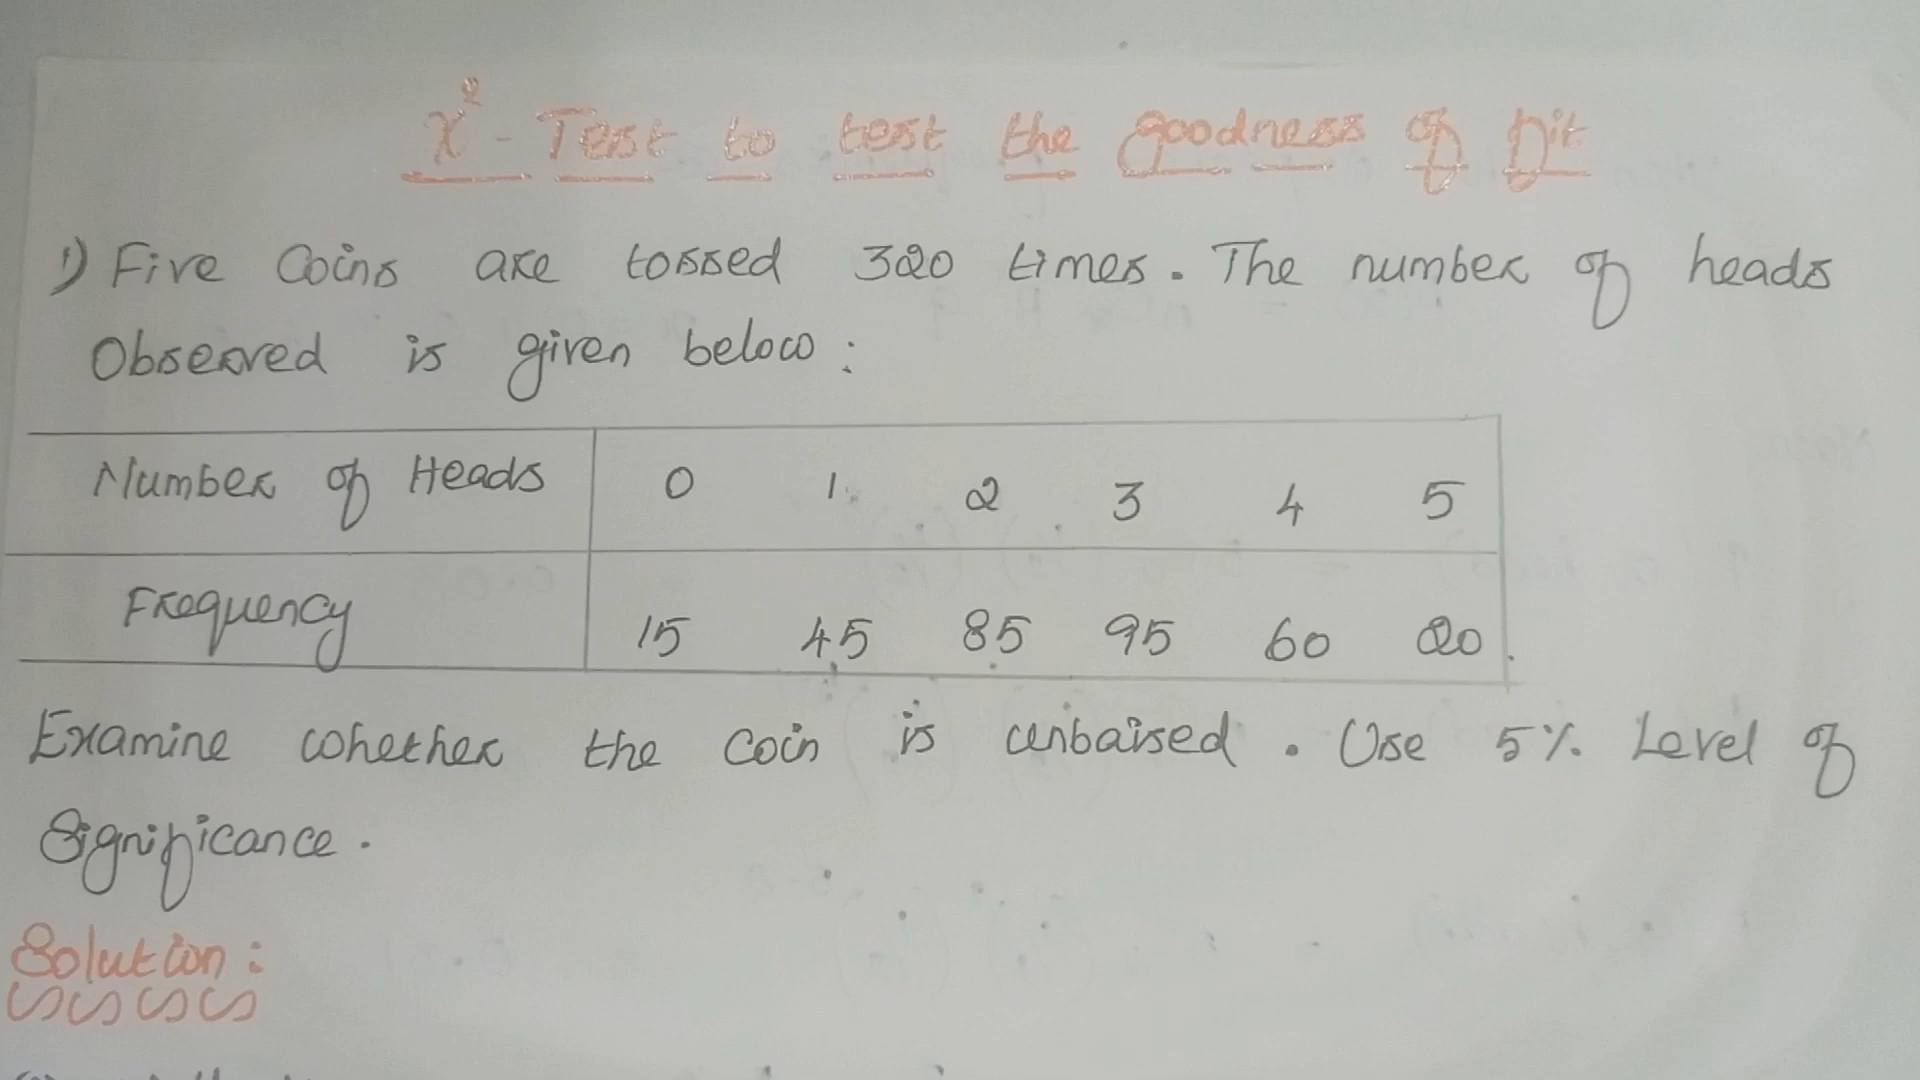 χ² - Test to test the goodness of fit
1) Five Coins are tossed 320 times. The number of heads
Observed is given below :
Number of Heads 0 1 2 3 4 5
Frequency 15 45 85 95 60 20
Examine whether the coin is unbaised. Use 5% Level of
Significance.
Solution :